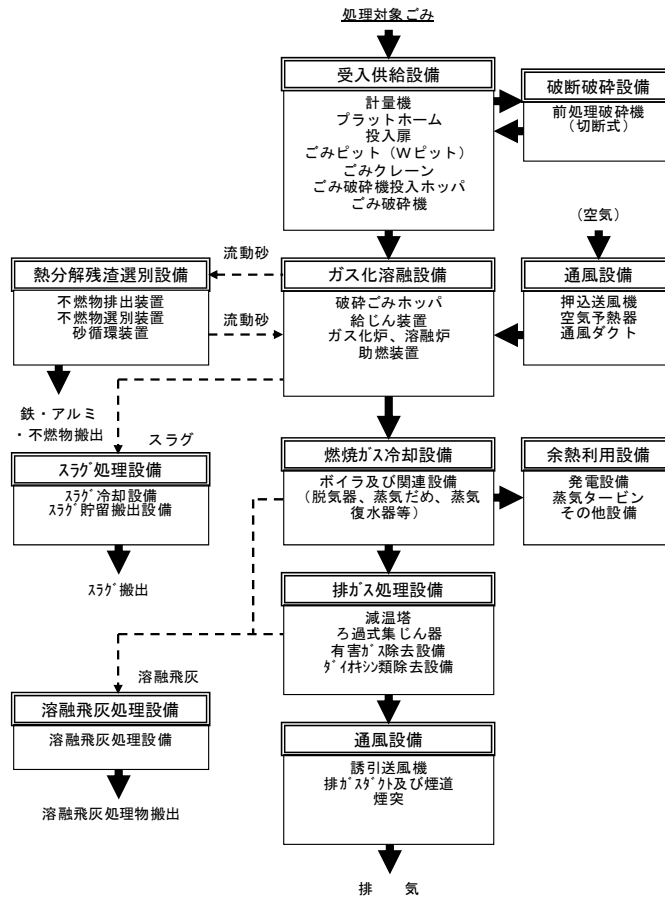 処理対象ごみ
受入供給設備
計量機
プラットホーム
投入扉
ごみピット（Wピット）
ごみクレーン
ごみ破砕機投入ホッパ
ごみ破砕機
破断破砕設備
前処理破砕機
（切断式）
（空気）
流動砂
熱分解残渣選別設備
不燃物排出装置
不燃物選別装置
砂循環装置
流動砂
ガス化溶融設備
破砕ごみホッパ
給じん装置
ガス化炉、溶融炉
助燃装置
通風設備
押込送風機
空気予熱器
通風ダクト
鉄・アルミ
・不燃物搬出
スラグ
ｽﾗｸﾞ処理設備
ｽﾗｸﾞ冷却設備
ｽﾗｸﾞ貯留搬出設備
ｽﾗｸﾞ搬出
燃焼ガス冷却設備
ボイラ及び関連設備
（脱気器、蒸気だめ、蒸気
復水器等）
余熱利用設備
発電設備
蒸気タービン
その他設備
排ｶﾞｽ処理設備
減温塔
ろ過式集じん器
有害ｶﾞｽ除去設備
ﾀﾞｲｵｷｼﾝ類除去設備
溶融飛灰
溶融飛灰処理設備
溶融飛灰処理設備
溶融飛灰処理物搬出
通風設備
誘引送風機
排ｶﾞｽﾀﾞｸﾄ及び煙道
煙突
排　気